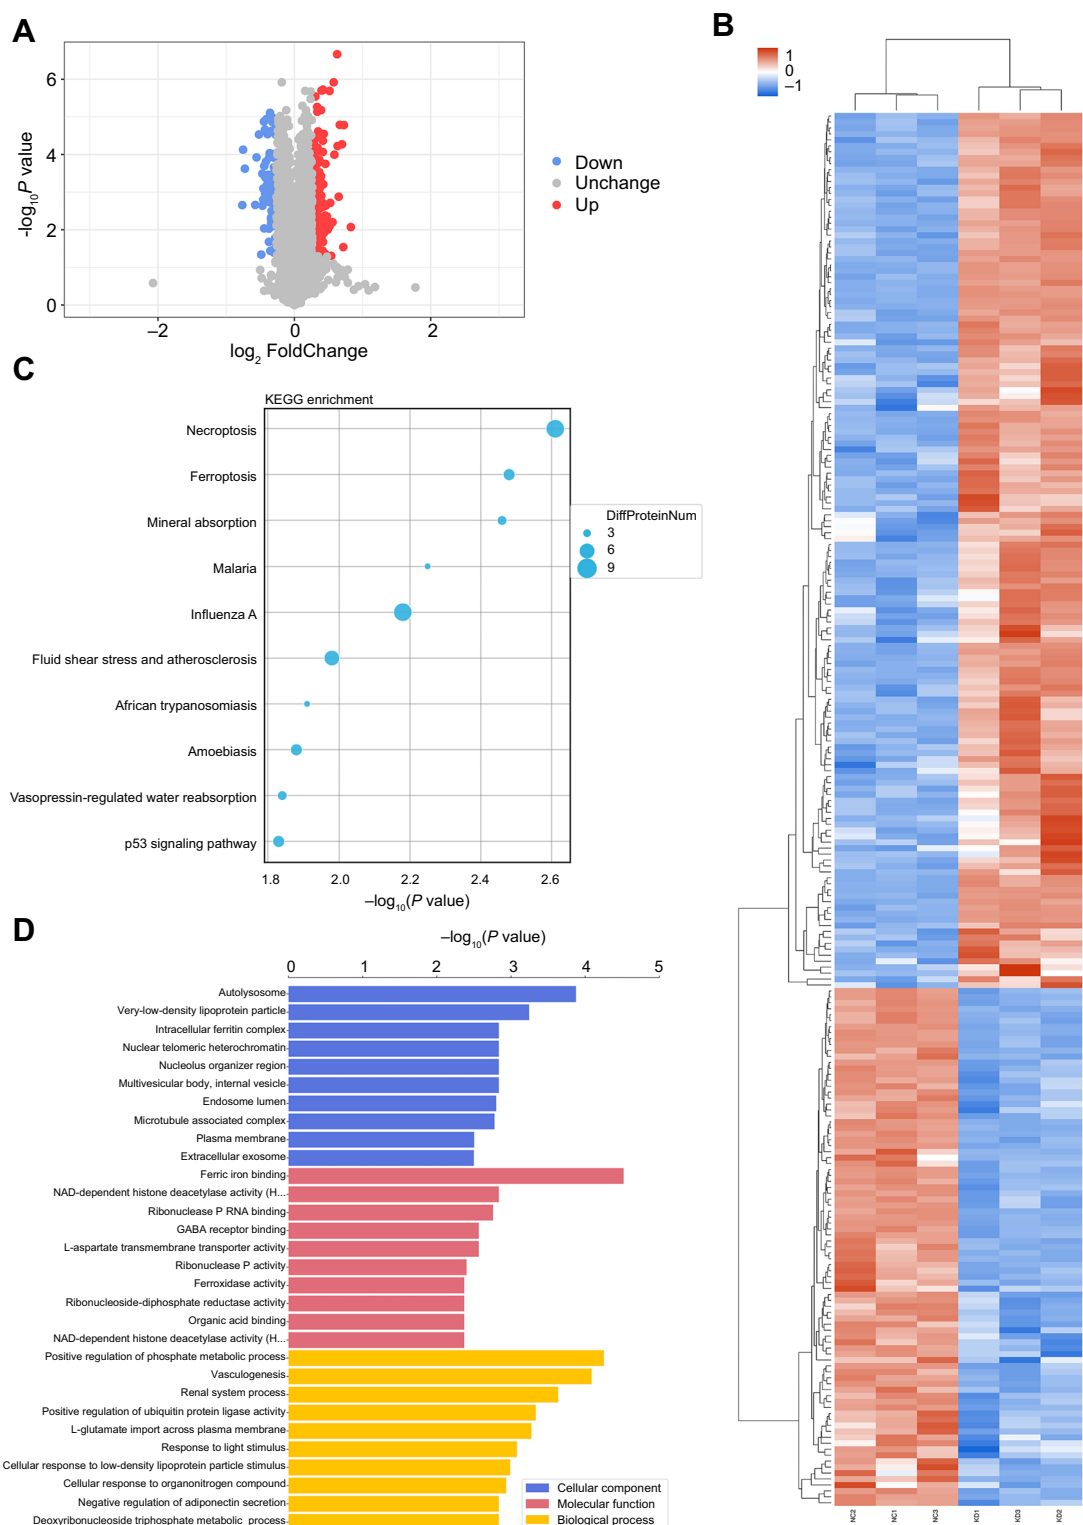 A
-log10P value
6
4
2
0
−2
0
2
log2 FoldChange
Down
Unchange
Up
B
1
0
−1
NC2
NC1
NC3
KD1
KD3
KD2
C
KEGG enrichment
Necroptosis
Ferroptosis
Mineral absorption
Malaria
Influenza A
Fluid shear stress and atherosclerosis
African trypanosomiasis
Amoebiasis
Vasopressin-regulated water reabsorption
p53 signaling pathway
1.8
2.0
2.2
2.4
2.6
−log10(P value)
DiffProteinNum
3
6
9
D
−log10(P value)
0
1
2
3
4
5
Autolysosome
Very-low-density lipoprotein particle
Intracellular ferritin complex
Nuclear telomeric heterochromatin
Nucleolus organizer region
Multivesicular body, internal vesicle
Endosome lumen
Microtubule associated complex
Plasma membrane
Extracellular exosome
Ferric iron binding
NAD-dependent histone deacetylase activity (H...
Ribonuclease P RNA binding
GABA receptor binding
L-aspartate transmembrane transporter activity
Ribonuclease P activity
Ferroxidase activity
Ribonucleoside-diphosphate reductase activity
Organic acid binding
NAD-dependent histone deacetylase activity (H...
Positive regulation of phosphate metabolic process
Vasculogenesis
Renal system process
Positive regulation of ubiquitin protein ligase activity
L-glutamate import across plasma membrane
Response to light stimulus
Cellular response to low-density lipoprotein particle stimulus
Cellular response to organonitrogen compound
Negative regulation of adiponectin secretion
Deoxyribonucleoside triphosphate metabolic process
Cellular component
Molecular function
Biological process